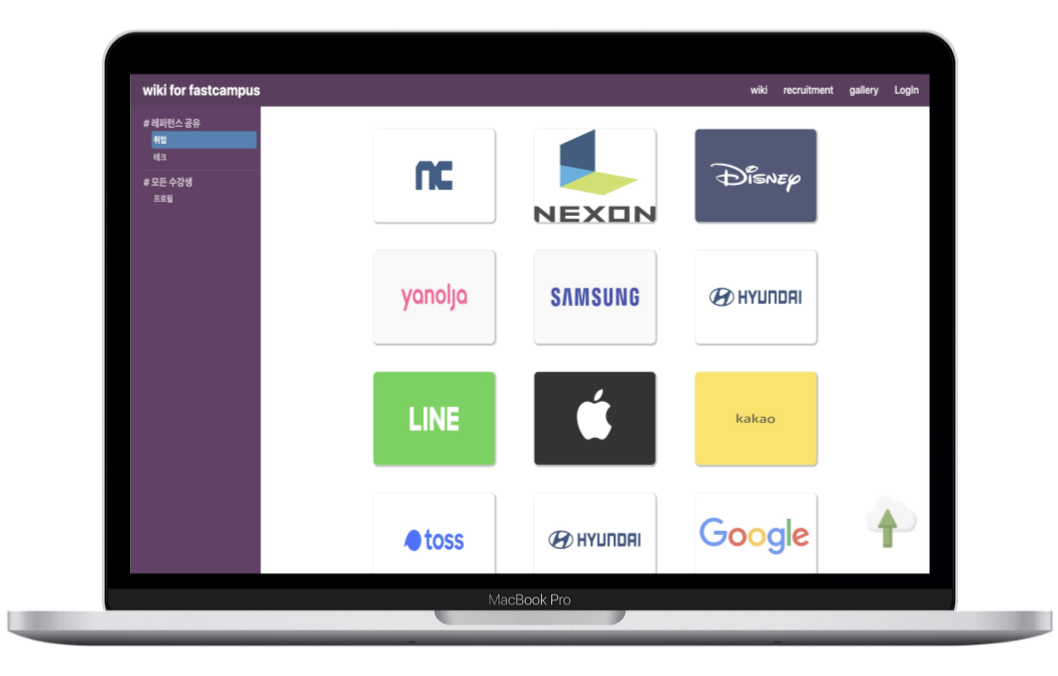 wiki for fastcampus
wiki recruitment gallery LogIn
# 레퍼런스 공유
취업
테크
# 모든 수강생
프로필
nc
NEXON
Disney
yanolja
SAMSUNG
HYUNDAI
LINE
kakao
toss
HYUNDAI
Google
MacBook Pro